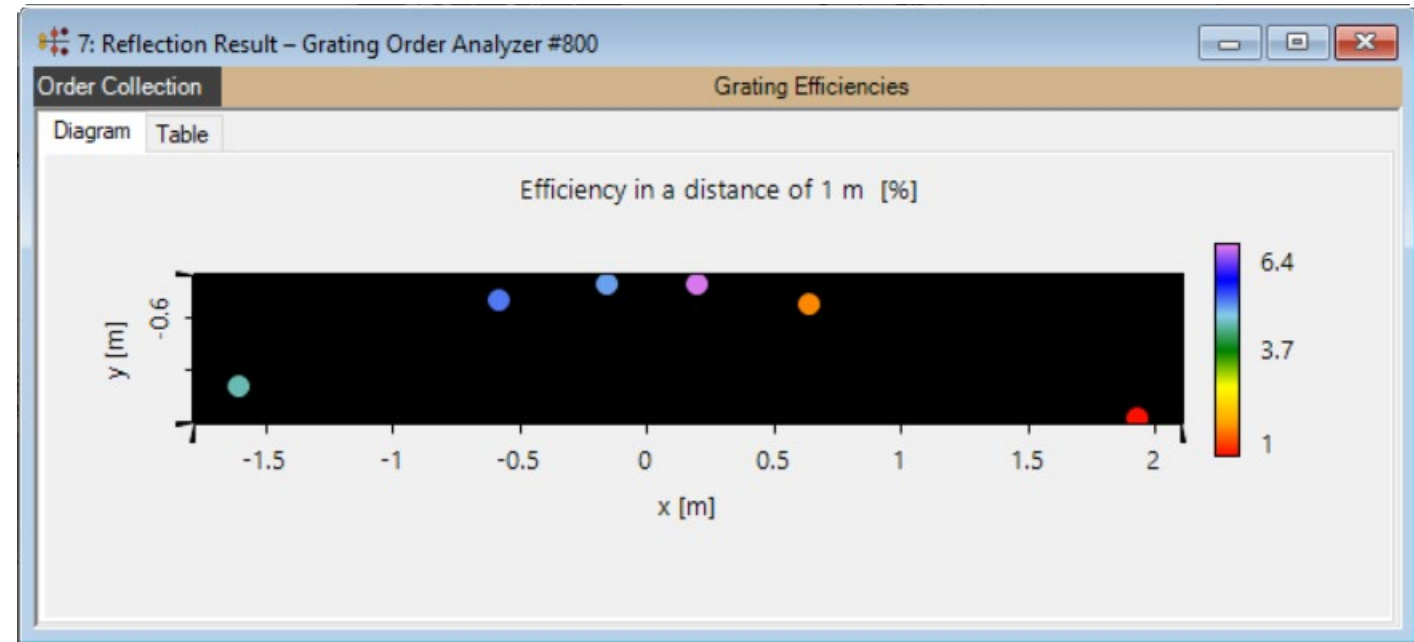 7: Reflection Result – Grating Order Analyzer #800
Order Collection Grating Efficiencies
Diagram Table
Efficiency in a distance of 1 m [%]
6.4
3.7
1
y [m]
-0.6
-1.5 -1 -0.5 0 0.5 1 1.5 2
x [m]